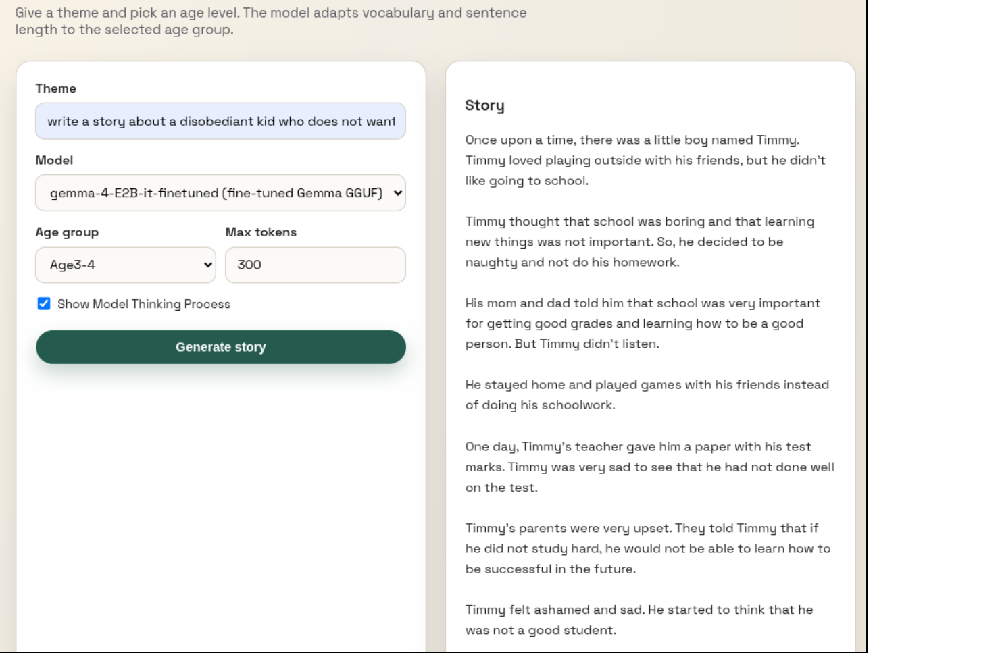 Give a theme and pick an age level. The model adapts vocabulary and sentence
length to the selected age group.
Theme
write a story about a disobediant kid who does not want
Model
gemma-4-E2B-it-finetuned (fine-tuned Gemma GGUF)
Age group
Max tokens
Age3-4
300
Show Model Thinking Process
Generate story
Story
Once upon a time, there was a little boy named Timmy.
Timmy loved playing outside with his friends, but he didn't
like going to school.
Timmy thought that school was boring and that learning
new things was not important. So, he decided to be
naughty and not do his homework.
His mom and dad told him that school was very important
for getting good grades and learning how to be a good
person. But Timmy didn't listen.
He stayed home and played games with his friends instead
of doing his schoolwork.
One day, Timmy's teacher gave him a paper with his test
marks. Timmy was very sad to see that he had not done well
on the test.
Timmy's parents were very upset. They told Timmy that if
he did not study hard, he would not be able to learn how to
be successful in the future.
Timmy felt ashamed and sad. He started to think that he
was not a good student.